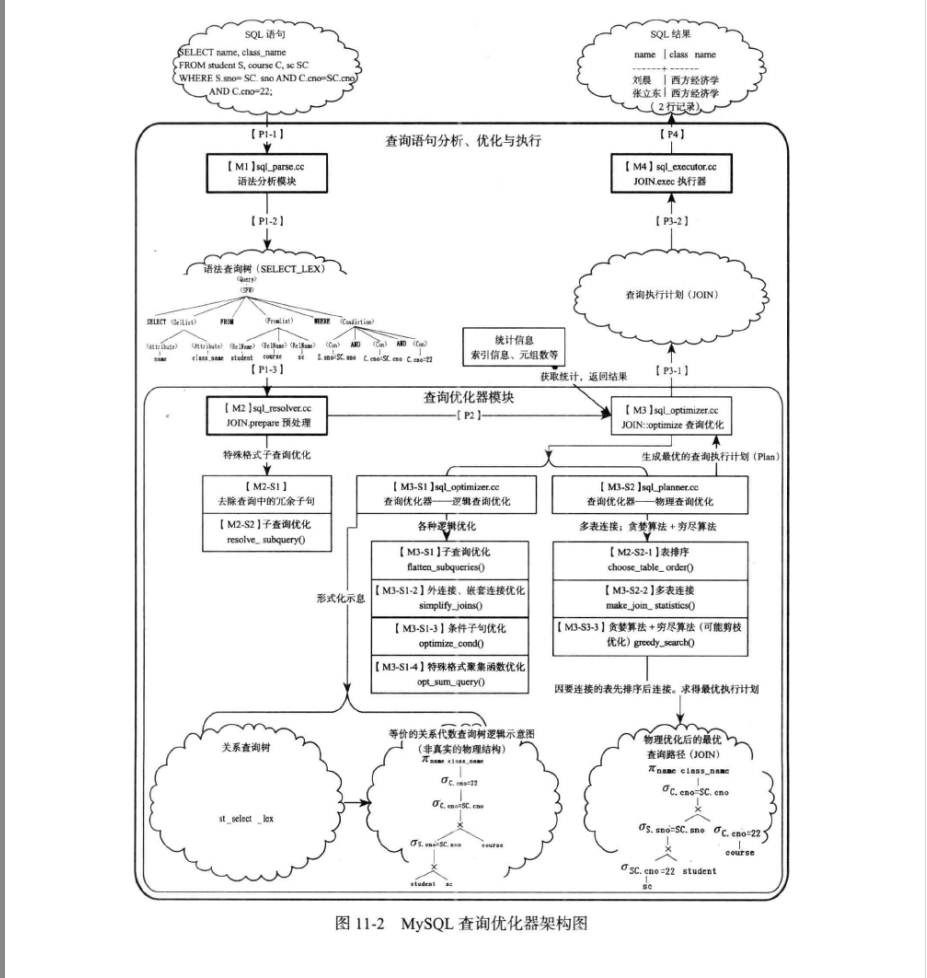 SQL 语句
SELECT name, class_name
FROM student S, course C, sc SC
WHERE S.sno= SC. sno AND C.cno=SC.cno
AND C.cno=22;
SQL 结果
name | class name
------+------
刘晨 | 西方经济学
张立东 | 西方经济学
( 2 行记录)
【 P1-1 】
查询语句分析、优化与执行
【 P4 】
【 M1 】sql_parse.cc
语法分析模块
【 M4 】sql_executor.cc
JOIN.exec 执行器
【 P1-2 】
【 P3-2 】
语法查询树 (SELECT_LEX)
(Query)
(SFW)
SELECT (SelList) FROM (FromList) WHERE (Condiction)
(Attribute) (Attribute) (RelName) (RelName) (RelName) (Con) AND (Con) AND (Con)
name class_name student course sc S.sno=SC.sno C.cno=SC.cno C.cno=22
查询执行计划 (JOIN)
统计信息
索引信息、元组数等
【 P1-3 】
获取统计，返回结果
【 P3-1 】
查询优化器模块
【 M2 】sql_resolver.cc
JOIN.prepare 预处理
【 P2 】
【 M3 】sql_optimizer.cc
JOIN::optimize 查询优化
特殊格式子查询优化
生成最优的查询执行计划 (Plan)
【 M2-S1 】
去除查询中的冗余子句
【 M2-S2 】子查询优化
resolve_ subquery()
【 M3-S1 】sql_optimizer.cc
查询优化器——逻辑查询优化
【 M3-S2 】sql_planner.cc
查询优化器——物理查询优化
各种逻辑优化
多表连接：贪婪算法 + 穷尽算法
【 M3-S1 】子查询优化
flatten_subqueries()
【 M3-S1-2 】外连接、嵌套连接优化
simplify_joins()
【 M3-S1-3 】条件子句优化
optimize_cond()
【 M3-S1-4 】特殊格式聚集函数优化
opt_sum_query()
【 M2-S2-1 】表排序
choose_table_ order()
【 M3-S2-2 】多表连接
make_join_ statistics()
【 M3-S3-3 】贪婪算法 + 穷尽算法 (可能剪枝
优化) greedy_search()
形式化示息
因要连接的表先排序后连接。求得最优执行计划
关系查询树
st_select _lex
等价的关系代数查询树逻辑示意图
(非真实的物理结构)
π name class_name
σ C. cno=22
σ C. cno=SC. cno
×
σ S. sno=SC. sno course
×
student sc
物理优化后的最优
查询路径 (JOIN)
π name class_name
σ C. cno=SC. cno
×
σ S. sno=SC. sno σ C. cno=22
× course
σ SC. cno =22 student
sc
图 11-2 MySQL 查询优化器架构图